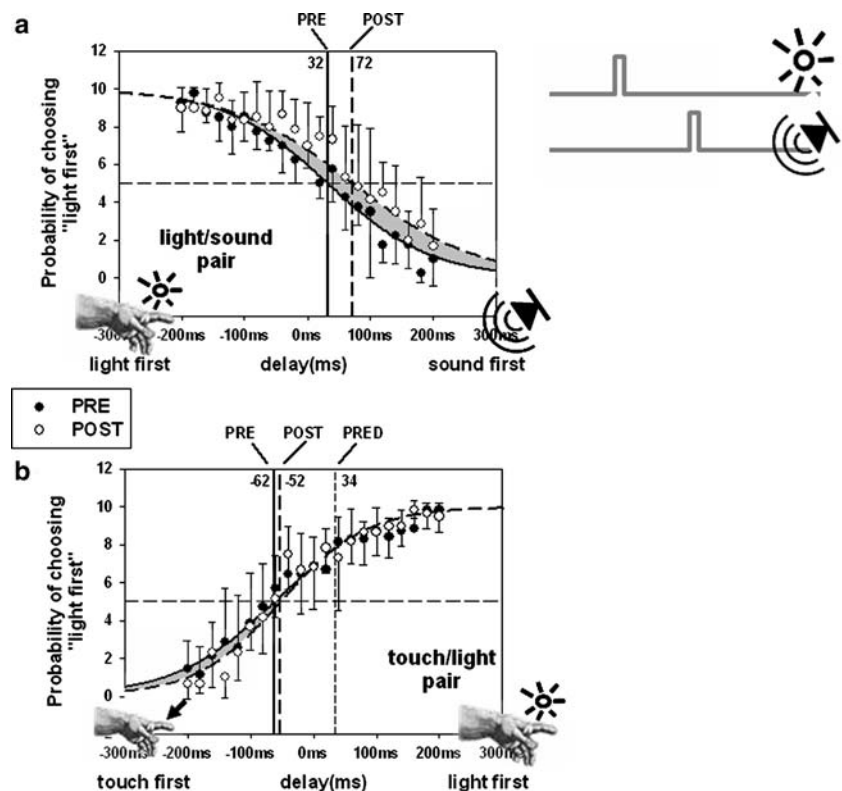 a
PRE POST
32 72
12
10
8
6
4
2
0
Probability of choosing
"light first"
light/sound
pair
-300ms -200ms -100ms 0ms 100ms 200ms 300ms
light first delay(ms) sound first
PRE
POST
b
PRE POST PRED
-62 -52 34
12
10
8
6
4
2
0
Probability of choosing
"light first"
touch/light
pair
-300ms -200ms -100ms 0ms 100ms 200ms 300ms
touch first delay(ms) light first